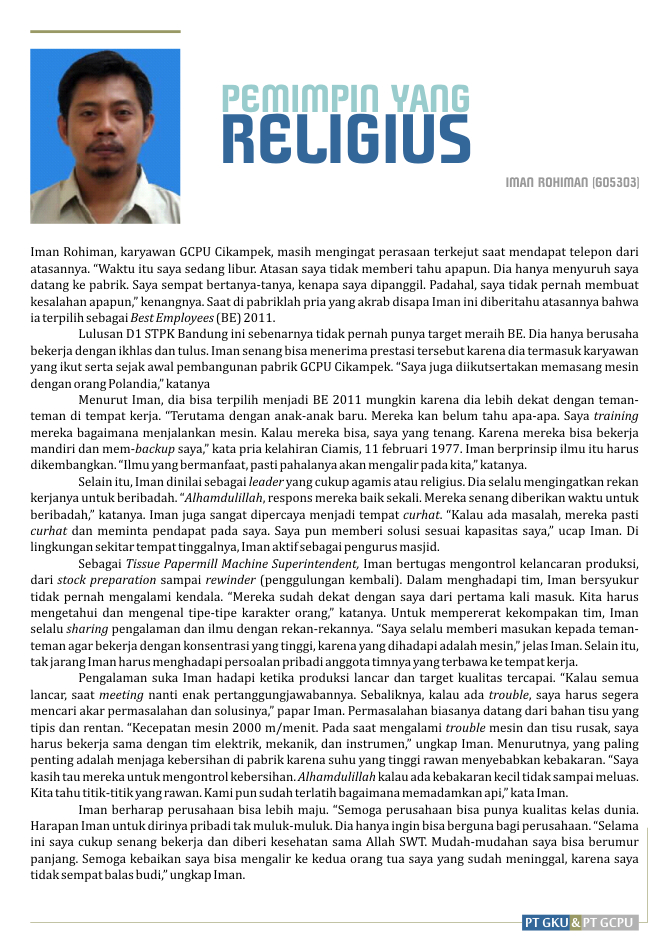 PEMIMPIN YANG
RELIGIUS
IMAN ROHIMAN (G05303)
Iman Rohiman, karyawan GCPU Cikampek, masih mengingat perasaan terkejut saat mendapat telepon dari
atasannya. “Waktu itu saya sedang libur. Atasan saya tidak memberi tahu apapun. Dia hanya menyuruh saya
datang ke pabrik. Saya sempat bertanya-tanya, kenapa saya dipanggil. Padahal, saya tidak pernah membuat
kesalahan apapun,” kenangnya. Saat di pabriklah pria yang akrab disapa Iman ini diberitahu atasannya bahwa
ia terpilih sebagai Best Employees (BE) 2011.
Lulusan D1 STPK Bandung ini sebenarnya tidak pernah punya target meraih BE. Dia hanya berusaha
bekerja dengan ikhlas dan tulus. Iman senang bisa menerima prestasi tersebut karena dia termasuk karyawan
yang ikut serta sejak awal pembangunan pabrik GCPU Cikampek. “Saya juga diikutsertakan memasang mesin
dengan orang Polandia,” katanya
Menurut Iman, dia bisa terpilih menjadi BE 2011 mungkin karena dia lebih dekat dengan teman-
teman di tempat kerja. “Terutama dengan anak-anak baru. Mereka kan belum tahu apa-apa. Saya training
mereka bagaimana menjalankan mesin. Kalau mereka bisa, saya yang tenang. Karena mereka bisa bekerja
mandiri dan mem-backup saya,” kata pria kelahiran Ciamis, 11 februari 1977. Iman berprinsip ilmu itu harus
dikembangkan. “Ilmu yang bermanfaat, pasti pahalanya akan mengalir pada kita,” katanya.
Selain itu, Iman dinilai sebagai leader yang cukup agamis atau religius. Dia selalu mengingatkan rekan
kerjanya untuk beribadah. “Alhamdulillah, respons mereka baik sekali. Mereka senang diberikan waktu untuk
beribadah,” katanya. Iman juga sangat dipercaya menjadi tempat curhat. “Kalau ada masalah, mereka pasti
curhat dan meminta pendapat pada saya. Saya pun memberi solusi sesuai kapasitas saya,” ucap Iman. Di
lingkungan sekitar tempat tinggalnya, Iman aktif sebagai pengurus masjid.
Sebagai Tissue Papermill Machine Superintendent, Iman bertugas mengontrol kelancaran produksi,
dari stock preparation sampai rewinder (penggulungan kembali). Dalam menghadapi tim, Iman bersyukur
tidak pernah mengalami kendala. “Mereka sudah dekat dengan saya dari pertama kali masuk. Kita harus
mengetahui dan mengenal tipe-tipe karakter orang,” katanya. Untuk mempererat kekompakan tim, Iman
selalu sharing pengalaman dan ilmu dengan rekan-rekannya. “Saya selalu memberi masukan kepada teman-
teman agar bekerja dengan konsentrasi yang tinggi, karena yang dihadapi adalah mesin,” jelas Iman. Selain itu,
tak jarang Iman harus menghadapi persoalan pribadi anggota timnya yang terbawa ke tempat kerja.
Pengalaman suka Iman hadapi ketika produksi lancar dan target kualitas tercapai. “Kalau semua
lancar, saat meeting nanti enak pertanggungjawabannya. Sebaliknya, kalau ada trouble, saya harus segera
mencari akar permasalahan dan solusinya,” papar Iman. Permasalahan biasanya datang dari bahan tisu yang
tipis dan rentan. “Kecepatan mesin 2000 m/menit. Pada saat mengalami trouble mesin dan tisu rusak, saya
harus bekerja sama dengan tim elektrik, mekanik, dan instrumen,” ungkap Iman. Menurutnya, yang paling
penting adalah menjaga kebersihan di pabrik karena suhu yang tinggi rawan menyebabkan kebakaran. “Saya
kasih tau mereka untuk mengontrol kebersihan. Alhamdulillah kalau ada kebakaran kecil tidak sampai meluas.
Kita tahu titik-titik yang rawan. Kami pun sudah terlatih bagaimana memadamkan api,” kata Iman.
Iman berharap perusahaan bisa lebih maju. “Semoga perusahaan bisa punya kualitas kelas dunia.
Harapan Iman untuk dirinya pribadi tak muluk-muluk. Dia hanya ingin bisa berguna bagi perusahaan. “Selama
ini saya cukup senang bekerja dan diberi kesehatan sama Allah SWT. Mudah-mudahan saya bisa berumur
panjang. Semoga kebaikan saya bisa mengalir ke kedua orang tua saya yang sudah meninggal, karena saya
tidak sempat balas budi,” ungkap Iman.
PT GKU & PT GCPU